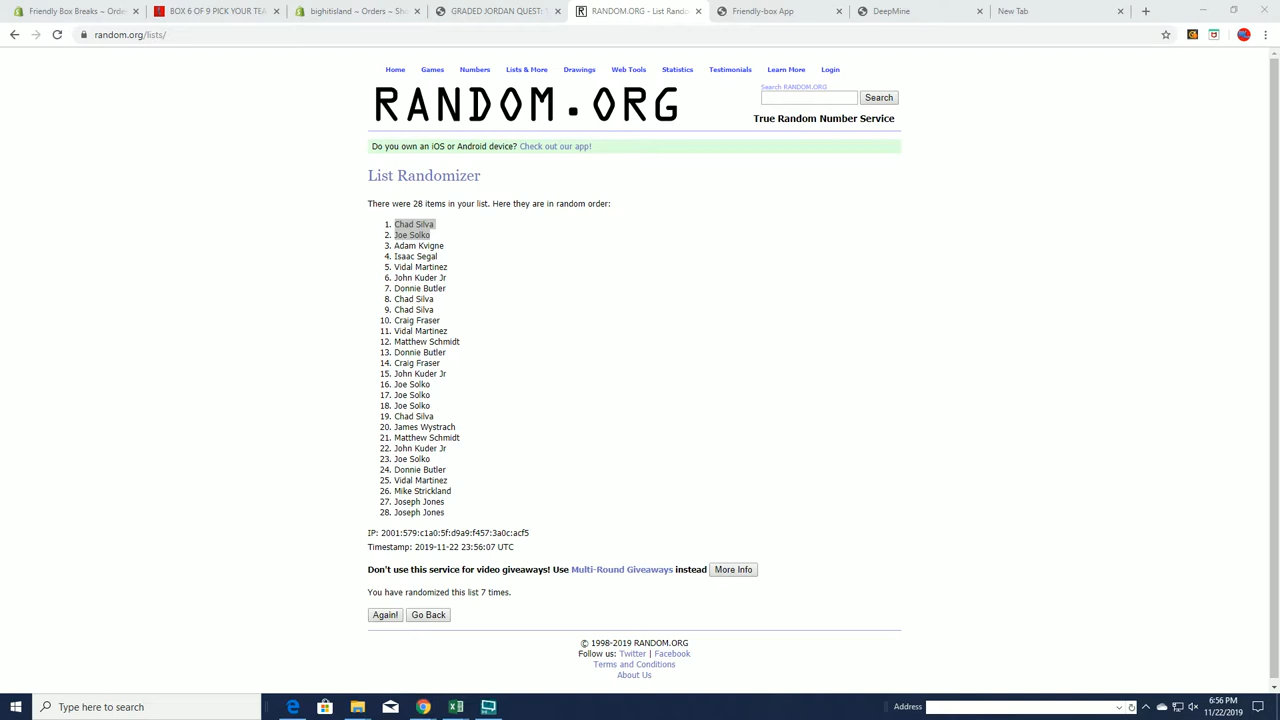 Friendly Box Breaks – Orders ~ Sh
BOX 6 OF 9 PICK YOUR TEA
bightisland ~ Orders ~ Shopify
GRADED JORDAN QUEST:
RANDOM.ORG - List Randomizer
Friendly Box App
DeepMine
New Tab
random.org/lists/
Home Games Numbers Lists & More Drawings Web Tools Statistics Testimonials Learn More Login
RANDOM.ORG
Search RANDOM.ORG
Search
True Random Number Service
Do you own an iOS or Android device? Check out our app!
List Randomizer
There were 28 items in your list. Here they are in random order:
1. Chad Silva
2. Joe Solko
3. Adam Kvigne
4. Isaac Segal
5. Vidal Martinez
6. John Kuder Jr
7. Donnie Butler
8. Chad Silva
9. Chad Silva
10. Craig Fraser
11. Vidal Martinez
12. Matthew Schmidt
13. Donnie Butler
14. Craig Fraser
15. John Kuder Jr
16. Joe Solko
17. Joe Solko
18. Joe Solko
19. Chad Silva
20. James Wystrach
21. Matthew Schmidt
22. John Kuder Jr
23. Joe Solko
24. Donnie Butler
25. Vidal Martinez
26. Mike Strickland
27. Joseph Jones
28. Joseph Jones
IP: 2001:579:c1a0:5f:d9a9:f457:3a0c:acf5
Timestamp: 2019-11-22 23:56:07 UTC
Don't use this service for video giveaways! Use Multi-Round Giveaways instead More Info
You have randomized this list 7 times.
Again! Go Back
© 1998-2019 RANDOM.ORG
Follow us: Twitter | Facebook
Terms and Conditions
About Us
Type here to search
Address
6:56 PM
11/22/2019